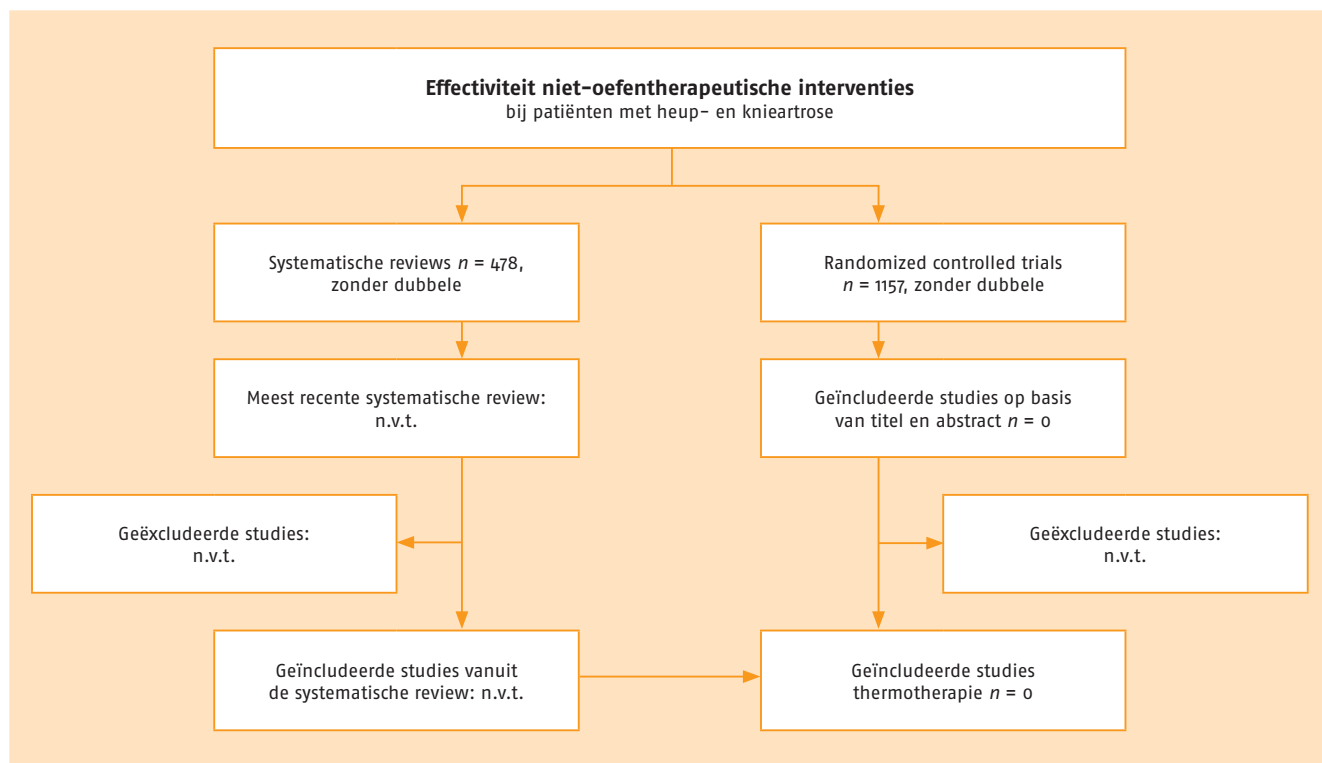 Effectiviteit niet-oefentherapeutische interventies
bij patiënten met heup- en knieartrose
Systematische reviews n = 478,
zonder dubbele
Randomized controlled trials
n = 1157, zonder dubbele
Meest recente systematische review:
n.v.t.
Geïncludeerde studies op basis
van titel en abstract n = 0
Geëxcludeerde studies:
n.v.t.
Geëxcludeerde studies:
n.v.t.
Geïncludeerde studies vanuit
de systematische review: n.v.t.
Geïncludeerde studies
thermotherapie n = 0